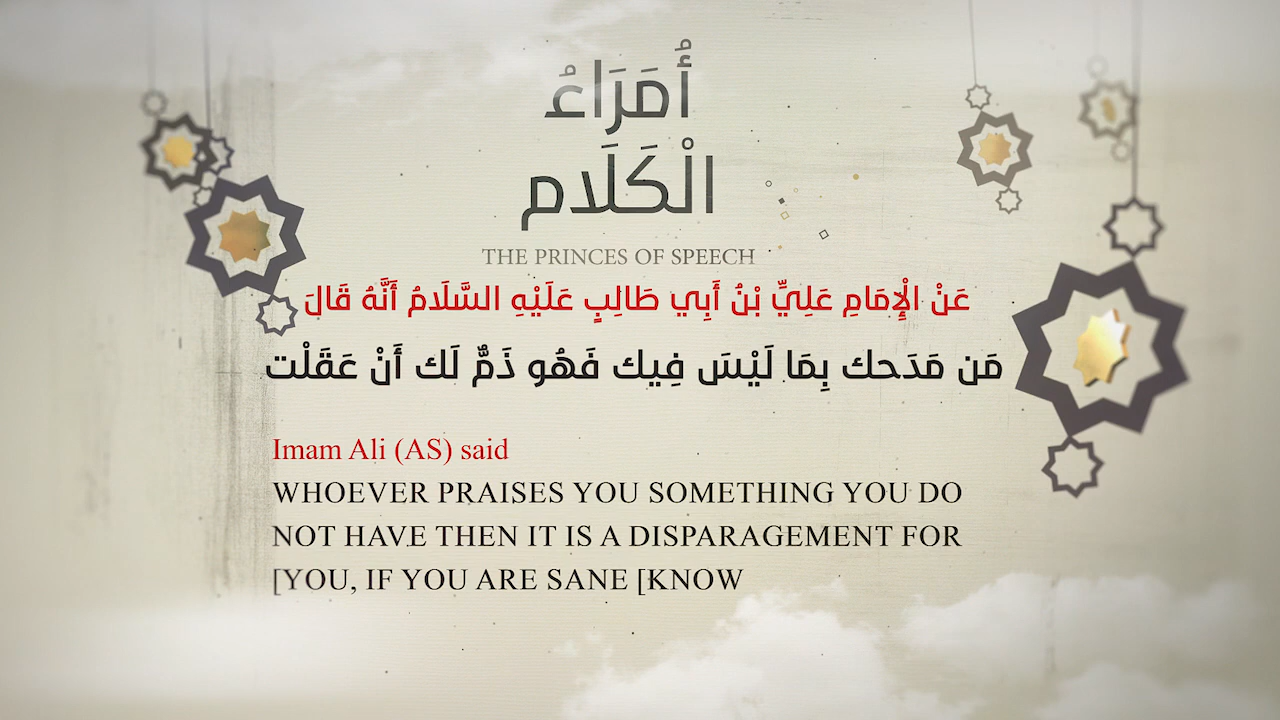 أُمَرَاءُ
الْكَلَام
THE PRINCES OF SPEECH
عَنْ الْإِمَامِ عَلِيِّ بْنُ أَبِي طَالِبٍ عَلَيْهِ السَّلَامُ أَنَّهُ قَالَ
مَن مَدَحك بِمَا لَيْسَ فِيك فَهُو ذَمٌّ لَك أَنْ عَقَلْت
Imam Ali (AS) said
WHOEVER PRAISES YOU SOMETHING YOU DO
NOT HAVE THEN IT IS A DISPARAGEMENT FOR
[YOU, IF YOU ARE SANE [KNOW